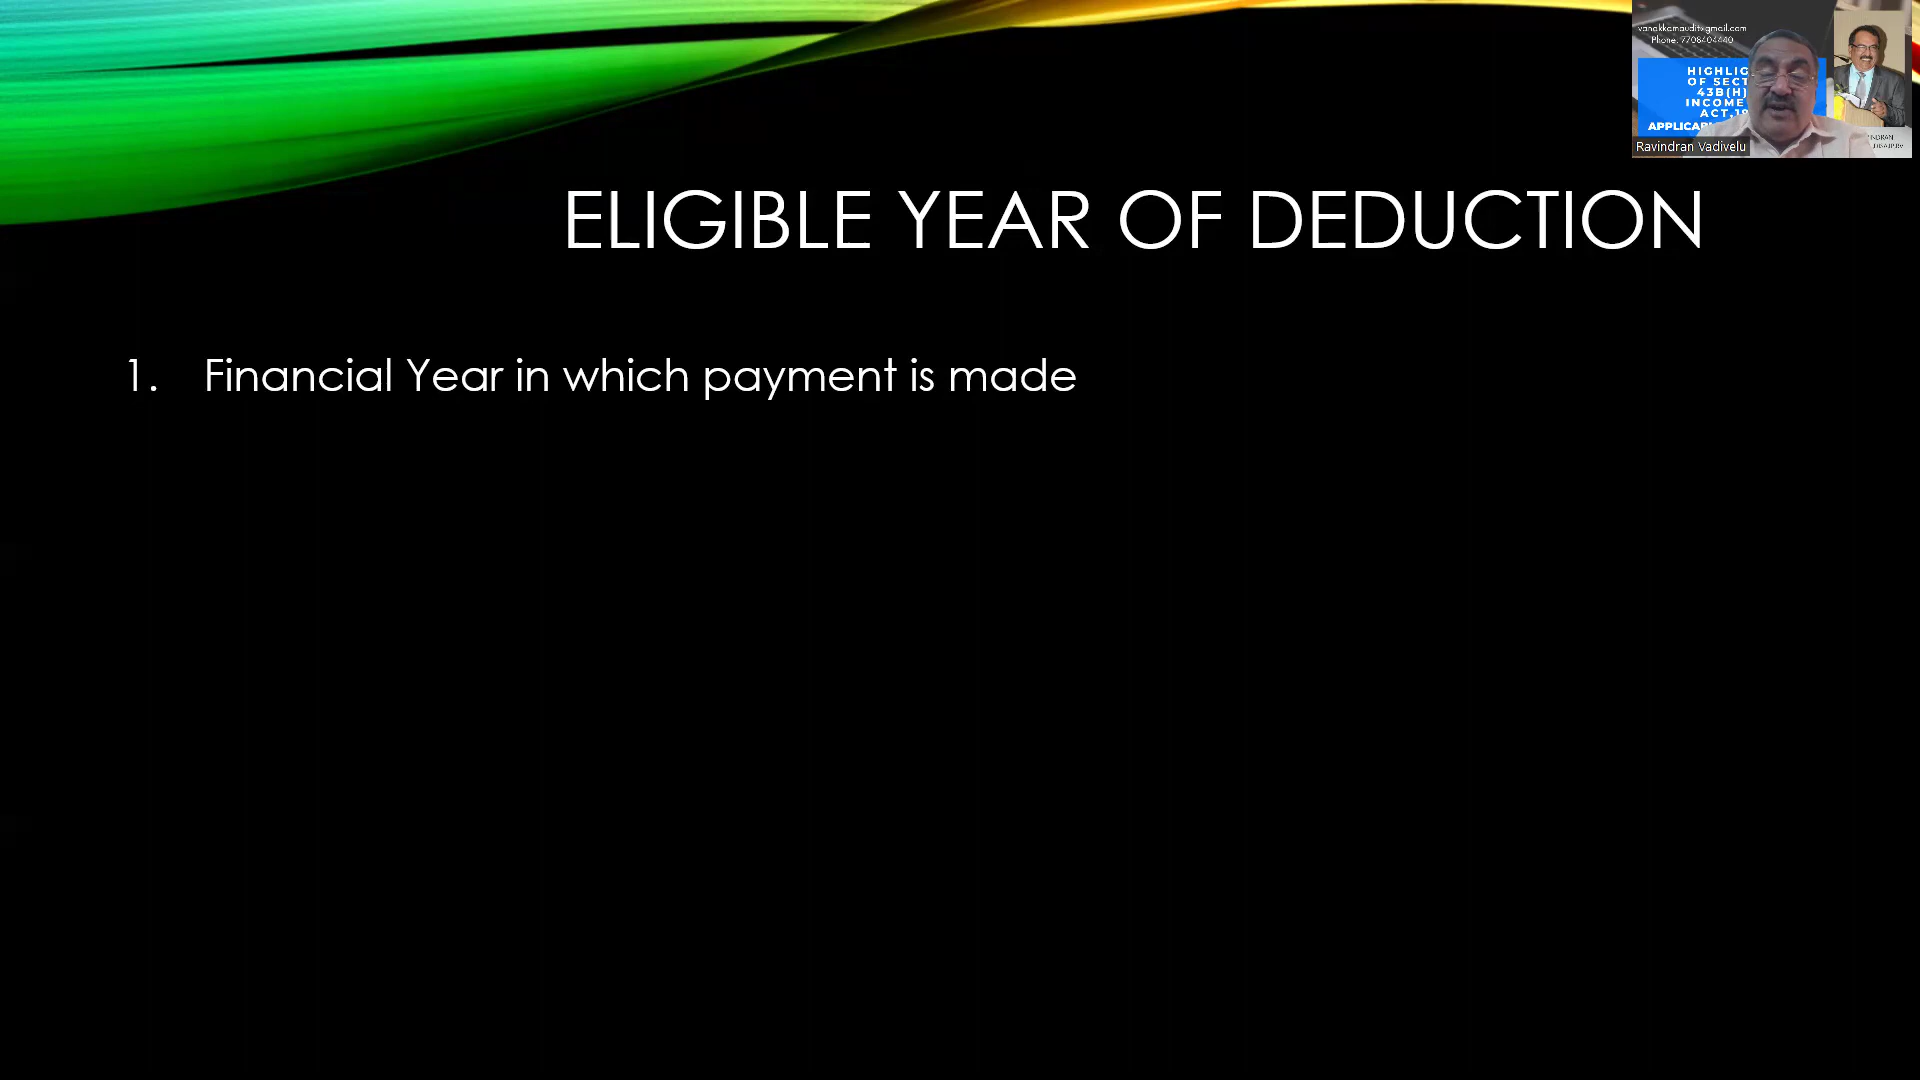 vanakkamaudit@gmail.com
Phone: 7708404440
HIGHLIG
OF SECT
43B(H)
INCOME
ACT,19
APPLICAB
Ravindran Vadivelu
ELIGIBLE YEAR OF DEDUCTION
1. Financial Year in which payment is made